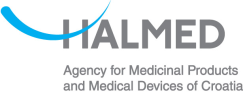 HALMED
Agency for Medicinal Products
and Medical Devices of Croatia